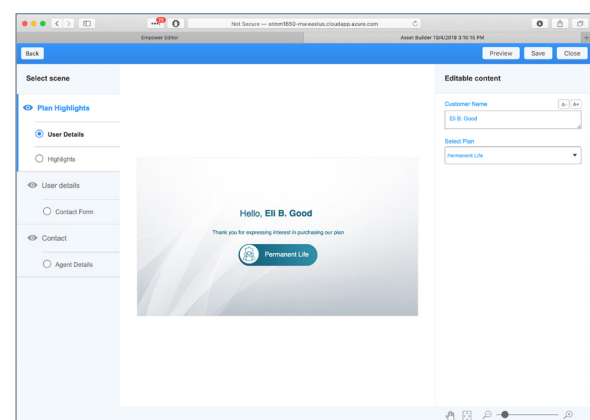 Not Secure — stmm1650-mw.eastus.cloudapp.azure.com
Empower Editor
Asset Builder 10/4/2019 3:15:15 PM
Back
Preview
Save
Close
Select scene
Editable content
Plan Highlights
Customer Name
A- A+
Eli B. Good
User Details
Select Plan
Permanent Life
Highlights
User details
Contact Form
Hello, Eli B. Good
Thank you for expressing interest in purchasing our plan
Permanent Life
Contact
Agent Details